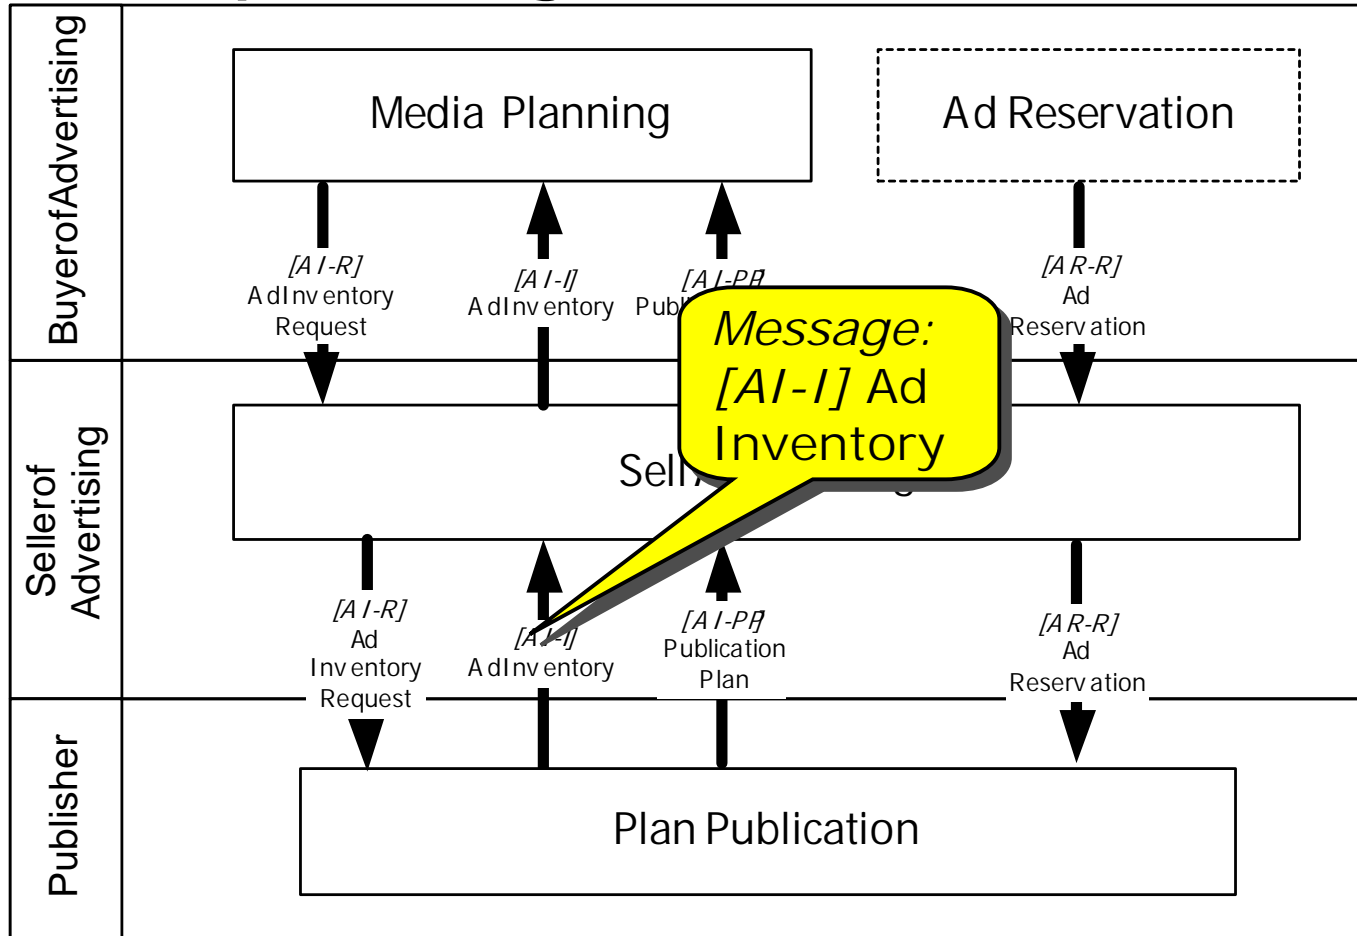 Buyer of Advertising
Media Planning
Ad Reservation
[AI-R]
Ad Inventory
Request
[AI-I]
Ad Inventory
[AR-R]
Ad
Reservation
Message:
[AI-I] Ad
Inventory
Seller of
Advertising
Sell
[AI-R]
Ad
Inventory
Request
[AI-I]
Ad Inventory
[AI-PP]
Publication
Plan
[AR-R]
Ad
Reservation
Publisher
Plan Publication